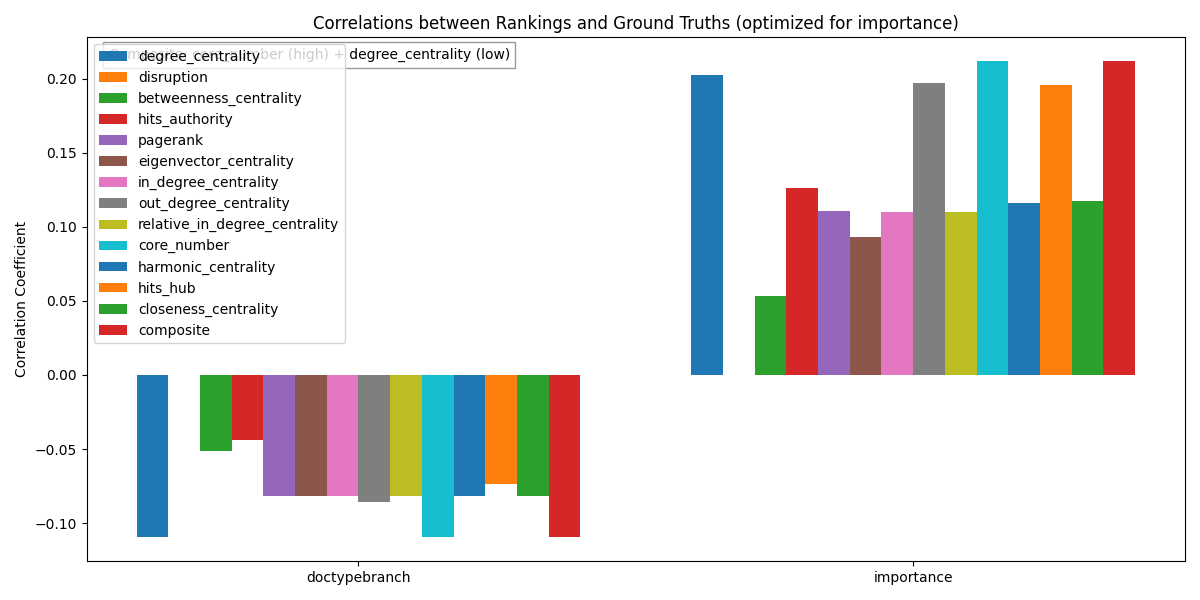 Correlations between Rankings and Ground Truths (optimized for importance)
Composite: core_number (high) + degree_centrality (low)
degree_centrality
disruption
betweenness_centrality
hits_authority
pagerank
eigenvector_centrality
in_degree_centrality
out_degree_centrality
relative_in_degree_centrality
core_number
harmonic_centrality
hits_hub
closeness_centrality
composite
Correlation Coefficient
0.20
0.15
0.10
0.05
0.00
−0.05
−0.10
doctypebranch
importance